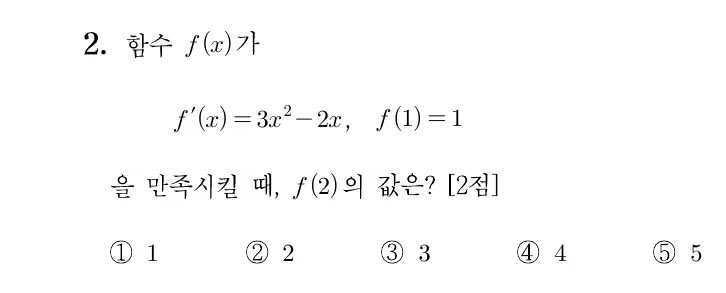 2. 함수 f(x)가
f′(x)=3x²-2x, f(1)=1
을 만족시킬 때, f(2)의 값은? [2점]
① 1 ② 2 ③ 3 ④ 4 ⑤ 5